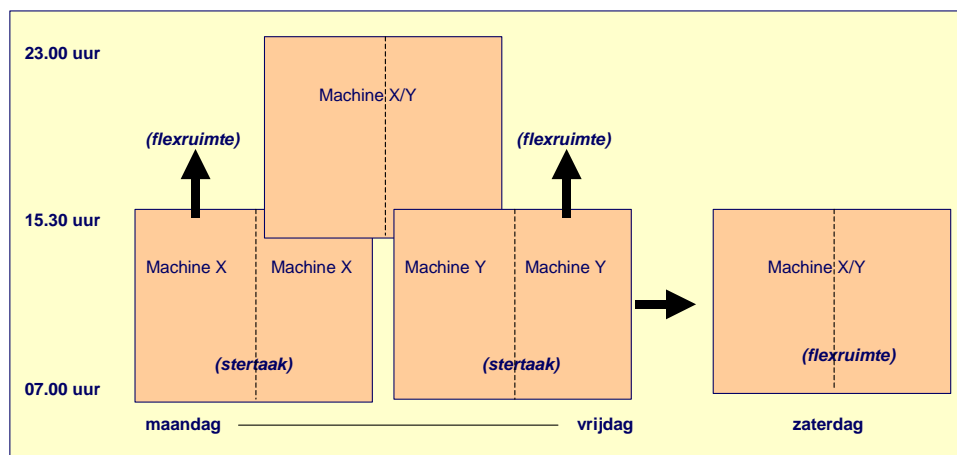 23.00 uur
Machine X/Y
(flexruimte)
(flexruimte)
15.30 uur
Machine X
Machine X
Machine Y
Machine Y
Machine X/Y
(stertaak)
(stertaak)
(flexruimte)
07.00 uur
maandag
vrijdag
zaterdag